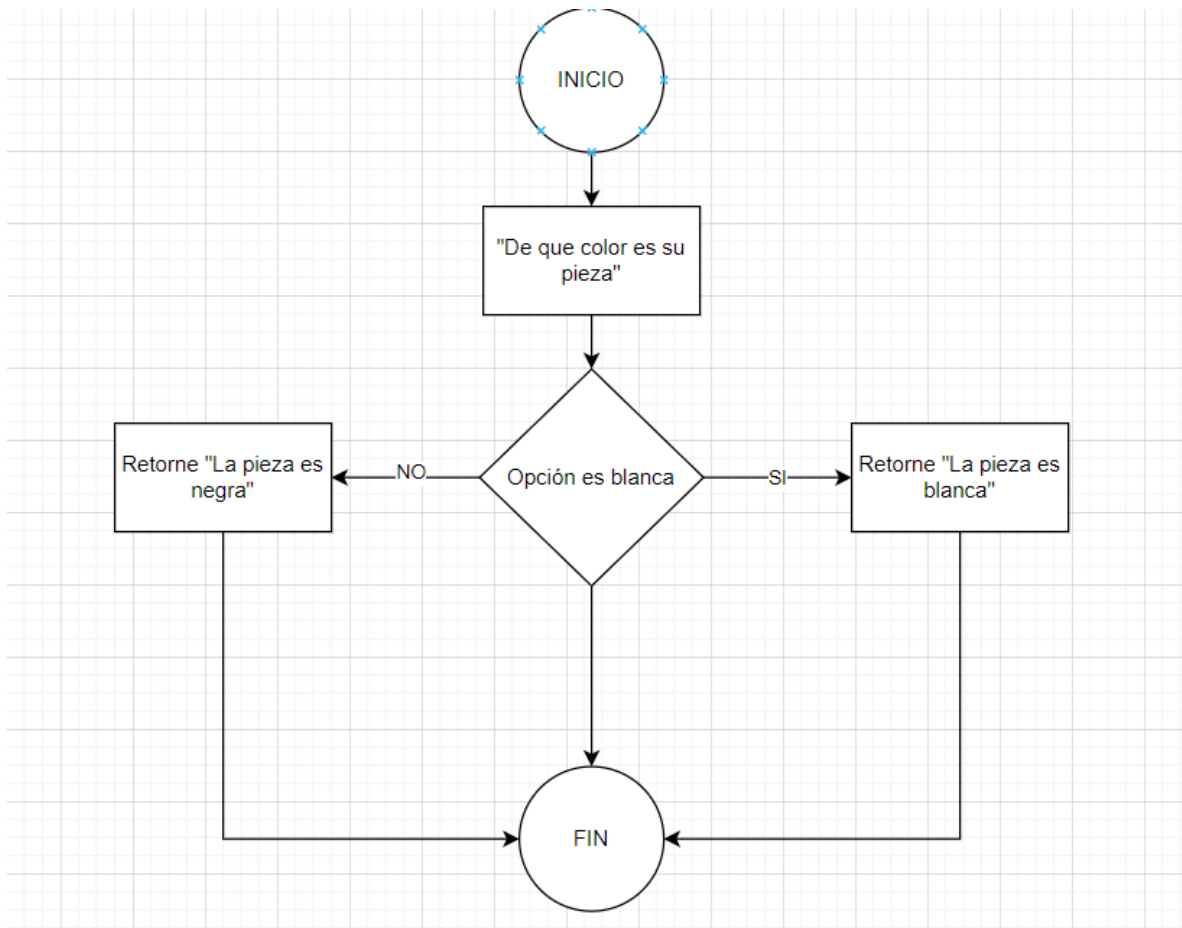 INICIO
"De que color es su
pieza"
Retorne "La pieza es
negra"
NO
Opción es blanca
SI
Retorne "La pieza es
blanca"
FIN